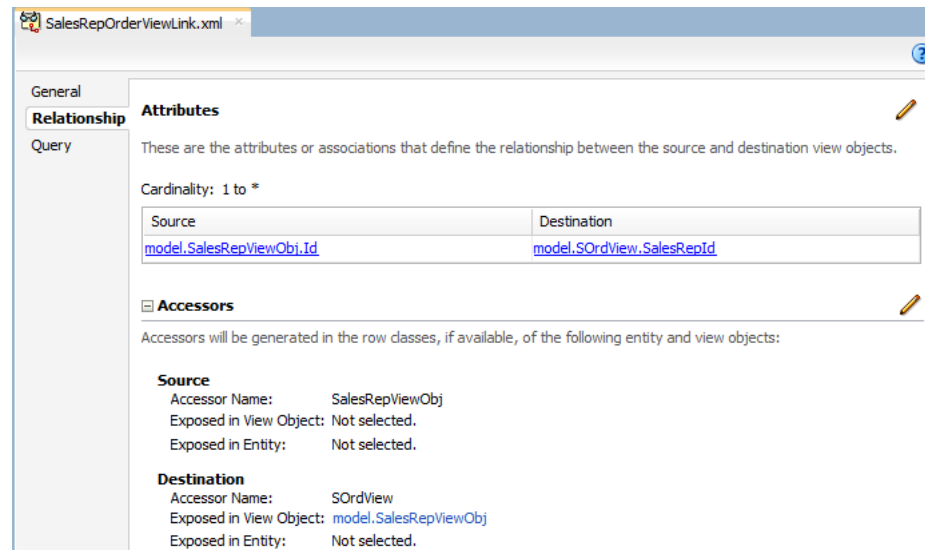 SalesRepOrderViewLink.xml
General
Relationship
Query
Attributes
These are the attributes or associations that define the relationship between the source and destination view objects.
Cardinality: 1 to *
Source Destination
model.SalesRepViewObj.Id model.SOrdView.SalesRepId
Accessors
Accessors will be generated in the row classes, if available, of the following entity and view objects:
Source
Accessor Name: SalesRepViewObj
Exposed in View Object: Not selected.
Exposed in Entity: Not selected.
Destination
Accessor Name: SOrdView
Exposed in View Object: model.SalesRepViewObj
Exposed in Entity: Not selected.